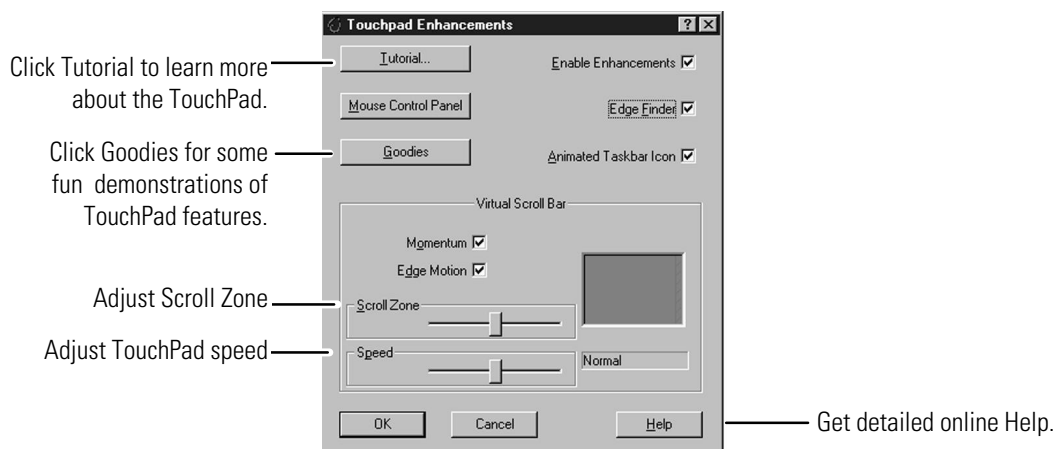 Touchpad Enhancements
Click Tutorial to learn more
about the TouchPad.
Tutorial...
Enable Enhancements
Mouse Control Panel
Edge Finder
Click Goodies for some
fun demonstrations of
TouchPad features.
Goodies
Animated Taskbar Icon
Virtual Scroll Bar
Momentum
Edge Motion
Adjust Scroll Zone
Scroll Zone
Adjust TouchPad speed
Speed
Normal
OK
Cancel
Help
Get detailed online Help.